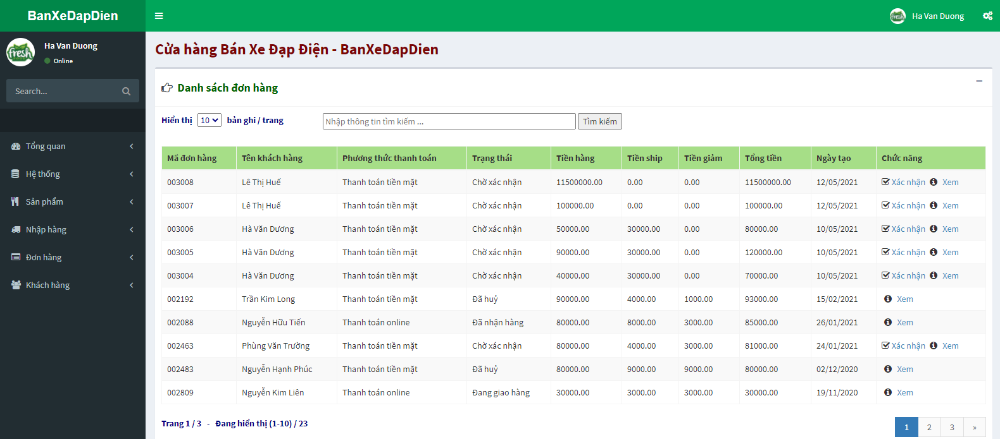 BanXeDapDien
Ha Van Duong
fresh
Ha Van Duong
Online
Search...
Tổng quan
Hệ thống
Sản phẩm
Nhập hàng
Đơn hàng
Khách hàng
Cửa hàng Bán Xe Đạp Điện - BanXeDapDien
Danh sách đơn hàng
Hiển thị 10 bản ghi / trang Nhập thông tin tìm kiếm ... Tìm kiếm
Mã đơn hàng Tên khách hàng Phương thức thanh toán Trạng thái Tiền hàng Tiền ship Tiền giảm Tổng tiền Ngày tạo Chức năng
003008 Lê Thị Huế Thanh toán tiền mặt Chờ xác nhận 11500000.00 0.00 0.00 11500000.00 12/05/2021 Xác nhận Xem
003007 Lê Thị Huế Thanh toán tiền mặt Chờ xác nhận 100000.00 0.00 0.00 100000.00 12/05/2021 Xác nhận Xem
003006 Hà Văn Dương Thanh toán tiền mặt Chờ xác nhận 50000.00 30000.00 0.00 80000.00 10/05/2021 Xác nhận Xem
003005 Hà Văn Dương Thanh toán tiền mặt Chờ xác nhận 90000.00 30000.00 0.00 120000.00 10/05/2021 Xác nhận Xem
003004 Hà Văn Dương Thanh toán tiền mặt Chờ xác nhận 40000.00 30000.00 0.00 70000.00 10/05/2021 Xác nhận Xem
002192 Trần Kim Long Thanh toán tiền mặt Đã huỷ 90000.00 4000.00 1000.00 93000.00 15/02/2021 Xem
002088 Nguyễn Hữu Tiến Thanh toán online Đã nhận hàng 80000.00 8000.00 3000.00 85000.00 26/01/2021 Xem
002463 Phùng Văn Trường Thanh toán tiền mặt Chờ xác nhận 80000.00 4000.00 3000.00 81000.00 24/01/2021 Xác nhận Xem
002483 Nguyễn Hạnh Phúc Thanh toán tiền mặt Đã huỷ 80000.00 9000.00 9000.00 80000.00 02/12/2020 Xem
002809 Nguyễn Kim Liên Thanh toán online Đang giao hàng 30000.00 3000.00 3000.00 30000.00 19/11/2020 Xem
Trang 1 / 3 - Đang hiển thị (1-10) / 23
1 2 3 »